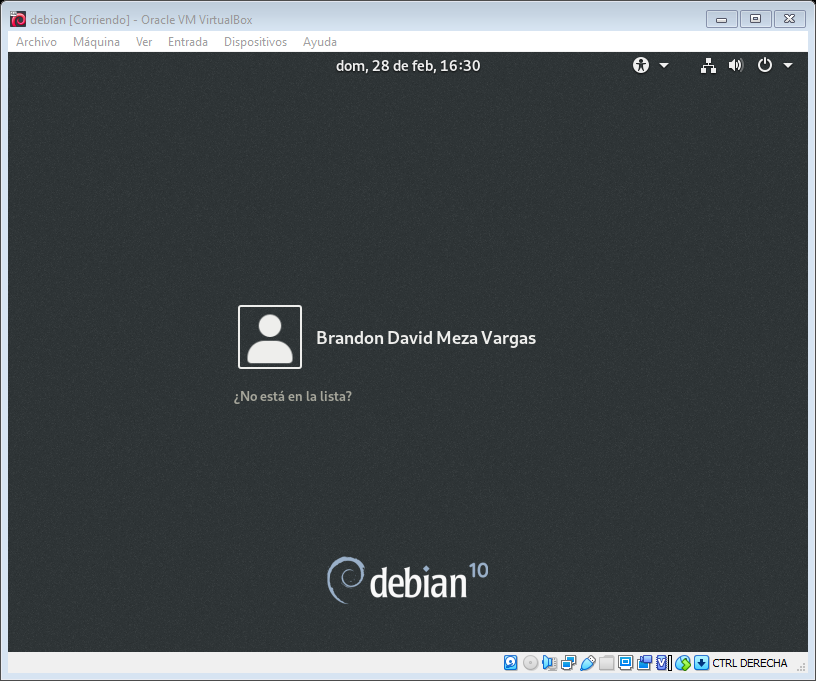 debian [Corriendo] - Oracle VM VirtualBox
Archivo Máquina Ver Entrada Dispositivos Ayuda
dom, 28 de feb, 16:30
Brandon David Meza Vargas
¿No está en la lista?
debian 10
CTRL DERECHA